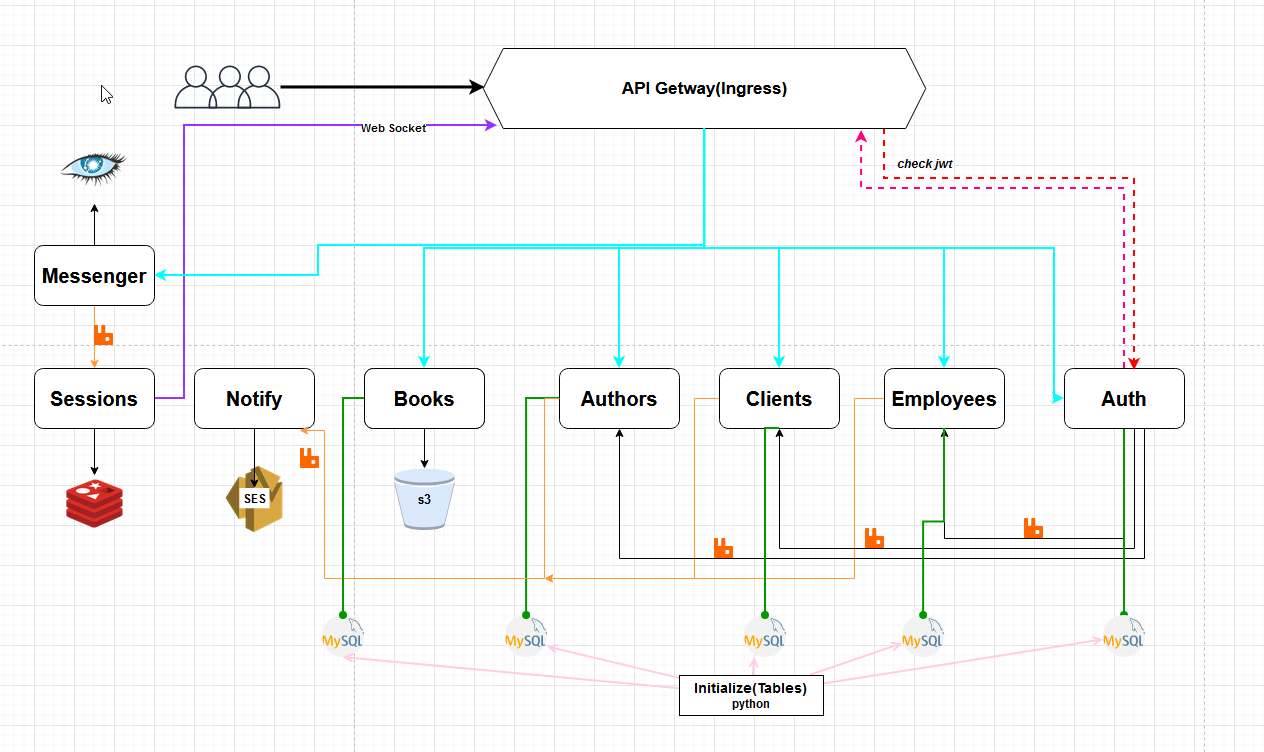 API Getway(Ingress)
Web Socket
check jwt
Messenger
Sessions
Notify
Books
Authors
Clients
Employees
Auth
SES
s3
MySQL
MySQL
MySQL
MySQL
MySQL
Initialize(Tables)
python